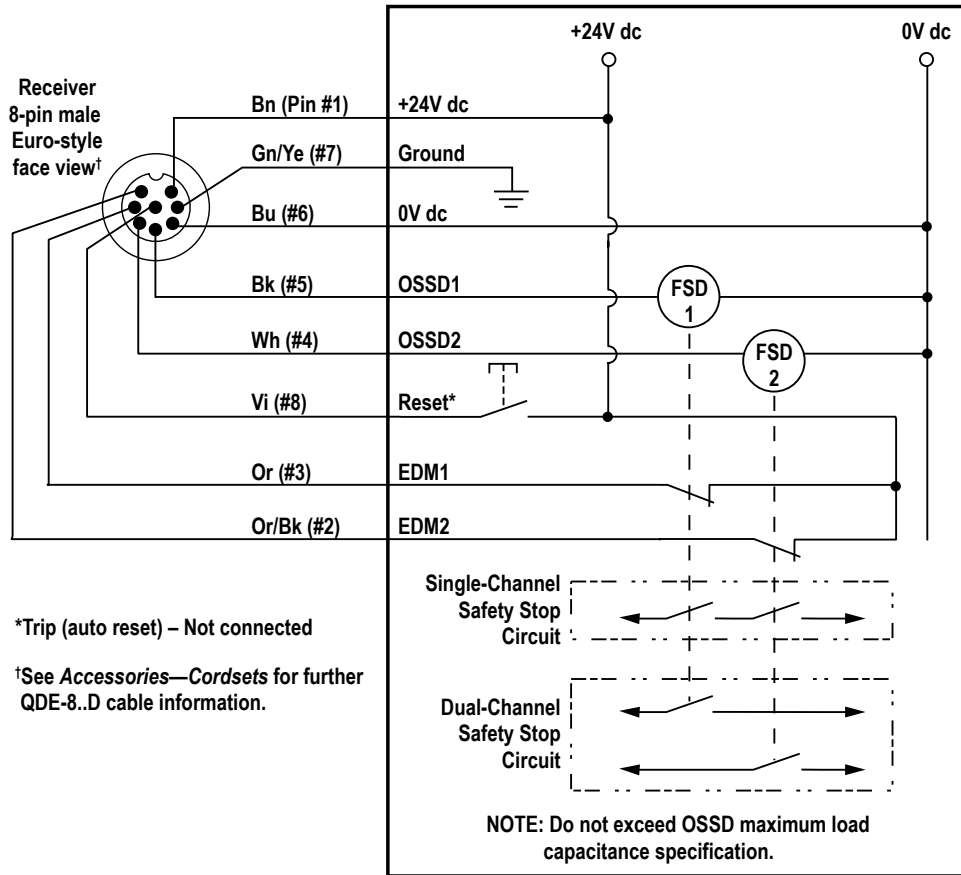 +24V dc
0V dc
Receiver
8-pin male
Euro-style
face view†
Bn (Pin #1)
+24V dc
Gn/Ye (#7)
Ground
Bu (#6)
0V dc
Bk (#5)
OSSD1
FSD
1
Wh (#4)
OSSD2
FSD
2
Vi (#8)
Reset*
Or (#3)
EDM1
Or/Bk (#2)
EDM2
Single-Channel
Safety Stop
Circuit
*Trip (auto reset) – Not connected
†See Accessories—Cordsets for further
QDE-8..D cable information.
Dual-Channel
Safety Stop
Circuit
NOTE: Do not exceed OSSD maximum load
capacitance specification.